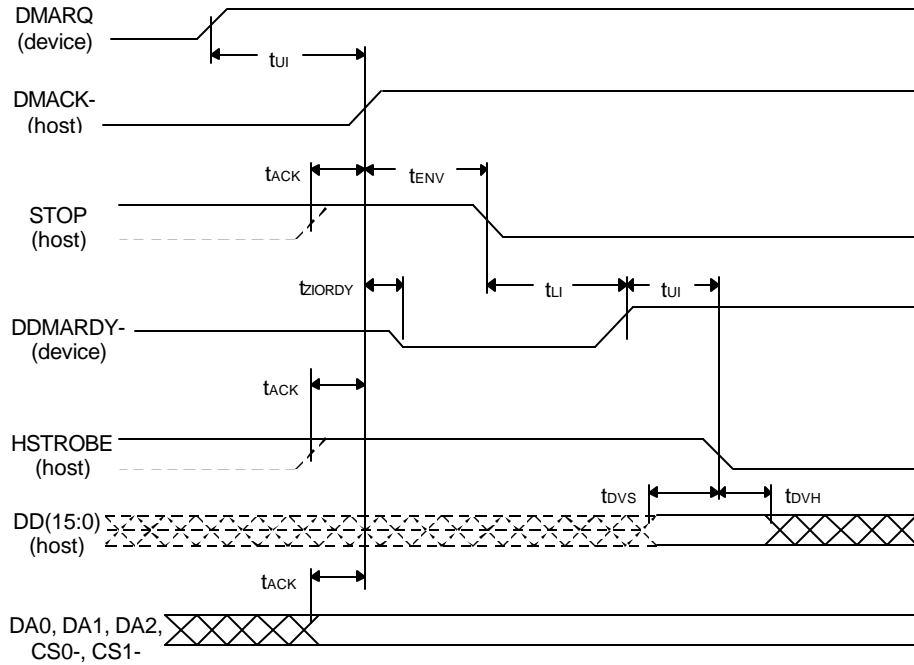 DMARQ
(device)
tUI
DMACK-
(host)
tACK
tENV
STOP
(host)
tZIORDY
tLI
tUI
DDMARDY-
(device)
tACK
HSTROBE
(host)
tDVS
tDVH
DD(15:0)
(host)
tACK
DA0, DA1, DA2,
CS0-, CS1-